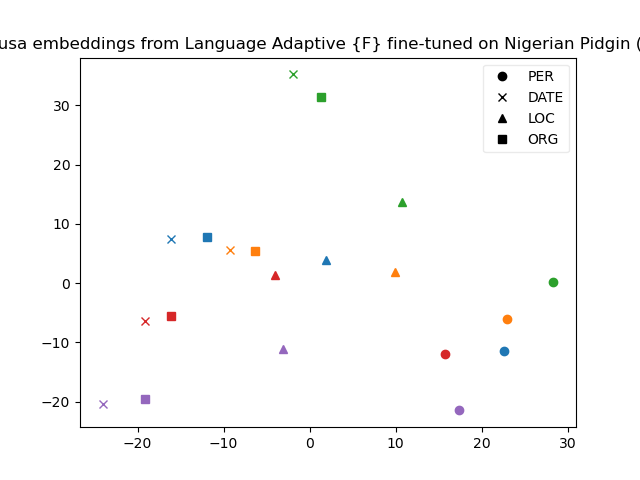 usa embeddings from Language Adaptive {F} fine-tuned on Nigerian Pidgin (
PER
DATE
LOC
ORG
30
20
10
0
−10
−20
−20
−10
0
10
20
30